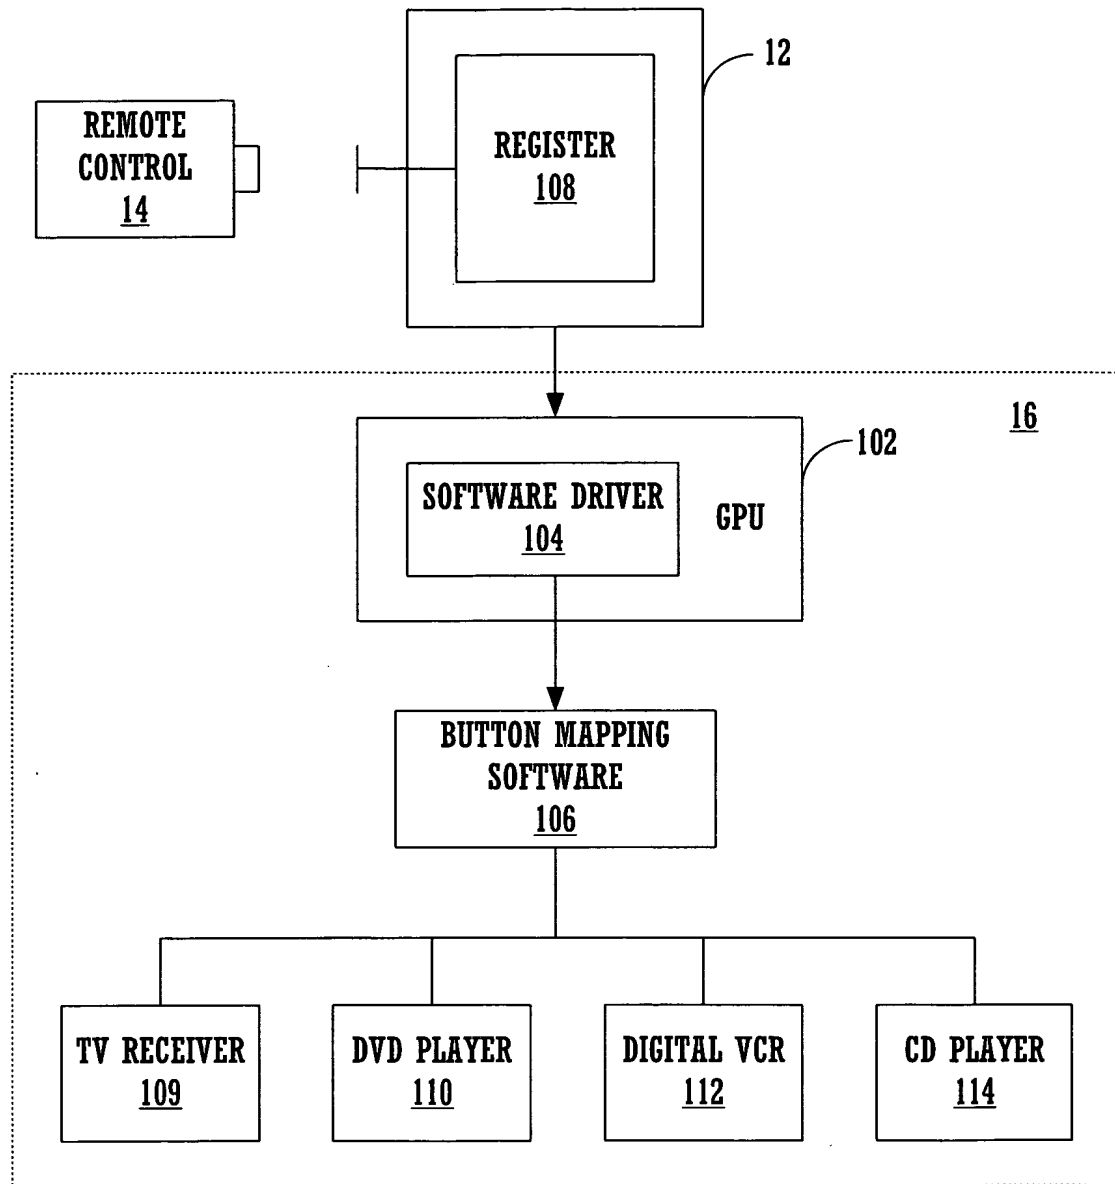 12
REMOTE
CONTROL
14
REGISTER
108
16
102
SOFTWARE DRIVER
104
GPU
BUTTON MAPPING
SOFTWARE
106
TV RECEIVER
109
DVD PLAYER
110
DIGITAL VCR
112
CD PLAYER
114